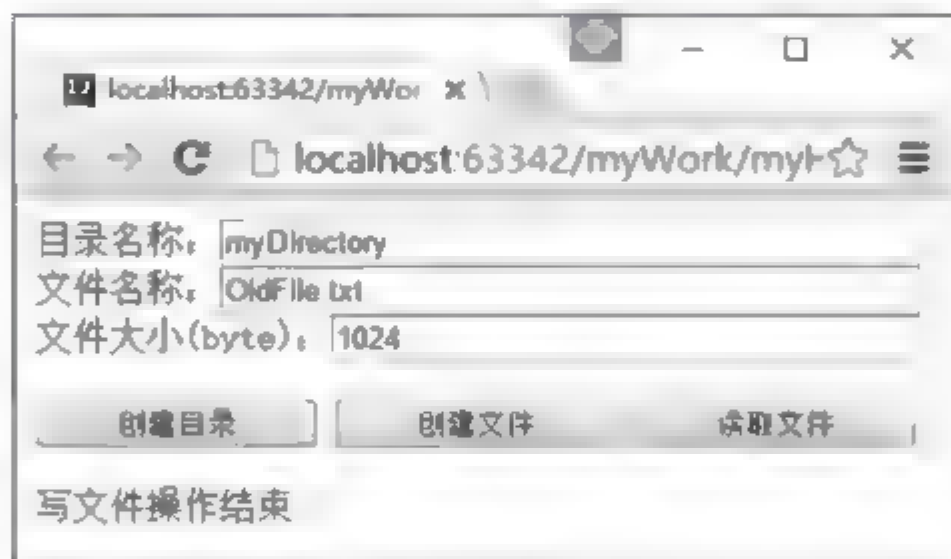 localhost:63342/myWor
localhost:63342/myWork/myH
目录名称: myDirectory
文件名称: OldFile.txt
文件大小(byte): 1024
创建目录 创建文件 读取文件
写文件操作结束